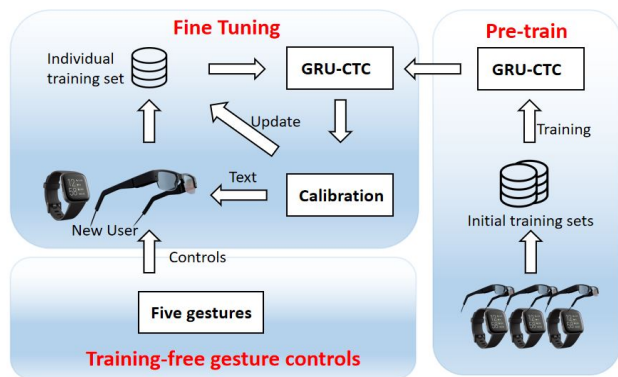 Fine Tuning
Individual
training set
GRU-CTC
Update
Text
Calibration
New User
Controls
Five gestures
Training-free gesture controls
Pre-train
GRU-CTC
Training
Initial training sets